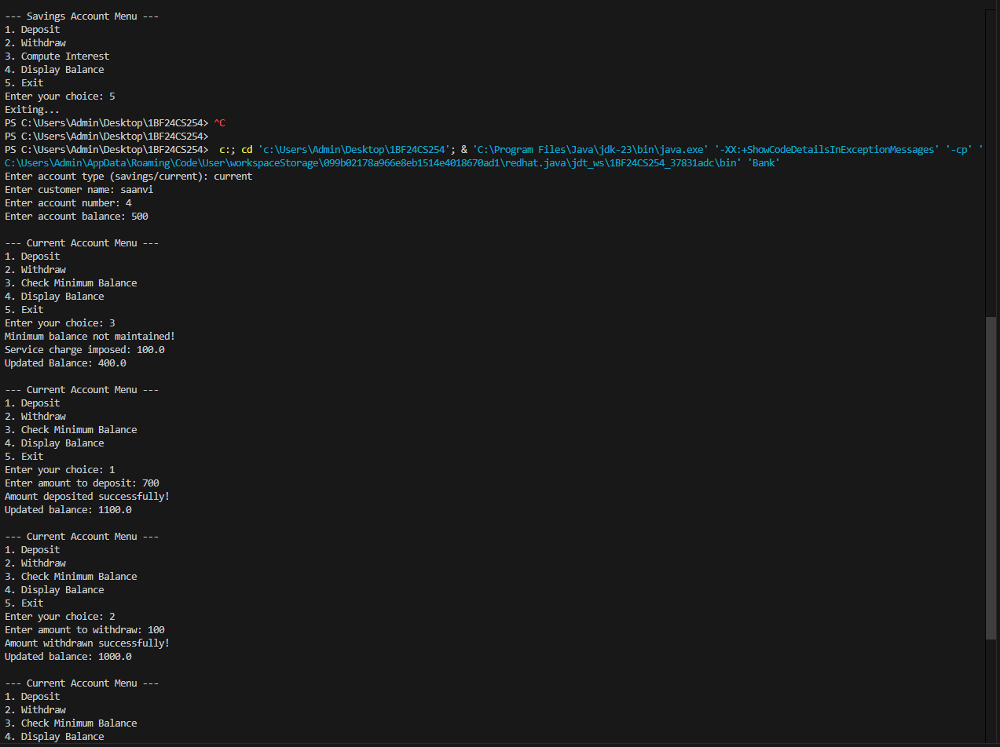 --- Savings Account Menu ---
1. Deposit
2. Withdraw
3. Compute Interest
4. Display Balance
5. Exit
Enter your choice: 5
Exiting...
PS C:\Users\Admin\Desktop\1BF24CS254> ^C
PS C:\Users\Admin\Desktop\1BF24CS254>
PS C:\Users\Admin\Desktop\1BF24CS254>  c:; cd 'c:\Users\Admin\Desktop\1BF24CS254'; & 'C:\Program Files\Java\jdk-23\bin\java.exe' '-XX:+ShowCodeDetailsInExceptionMessages' '-cp' '
C:\Users\Admin\AppData\Roaming\Code\User\workspaceStorage\099b02178a966e8eb1514e4018670ad1\redhat.java\jdt_ws\1BF24CS254_37831adc\bin' 'Bank'
Enter account type (savings/current): current
Enter customer name: saanvi
Enter account number: 4
Enter account balance: 500
--- Current Account Menu ---
1. Deposit
2. Withdraw
3. Check Minimum Balance
4. Display Balance
5. Exit
Enter your choice: 3
Minimum balance not maintained!
Service charge imposed: 100.0
Updated Balance: 400.0
--- Current Account Menu ---
1. Deposit
2. Withdraw
3. Check Minimum Balance
4. Display Balance
5. Exit
Enter your choice: 1
Enter amount to deposit: 700
Amount deposited successfully!
Updated balance: 1100.0
--- Current Account Menu ---
1. Deposit
2. Withdraw
3. Check Minimum Balance
4. Display Balance
5. Exit
Enter your choice: 2
Enter amount to withdraw: 100
Amount withdrawn successfully!
Updated balance: 1000.0
--- Current Account Menu ---
1. Deposit
2. Withdraw
3. Check Minimum Balance
4. Display Balance